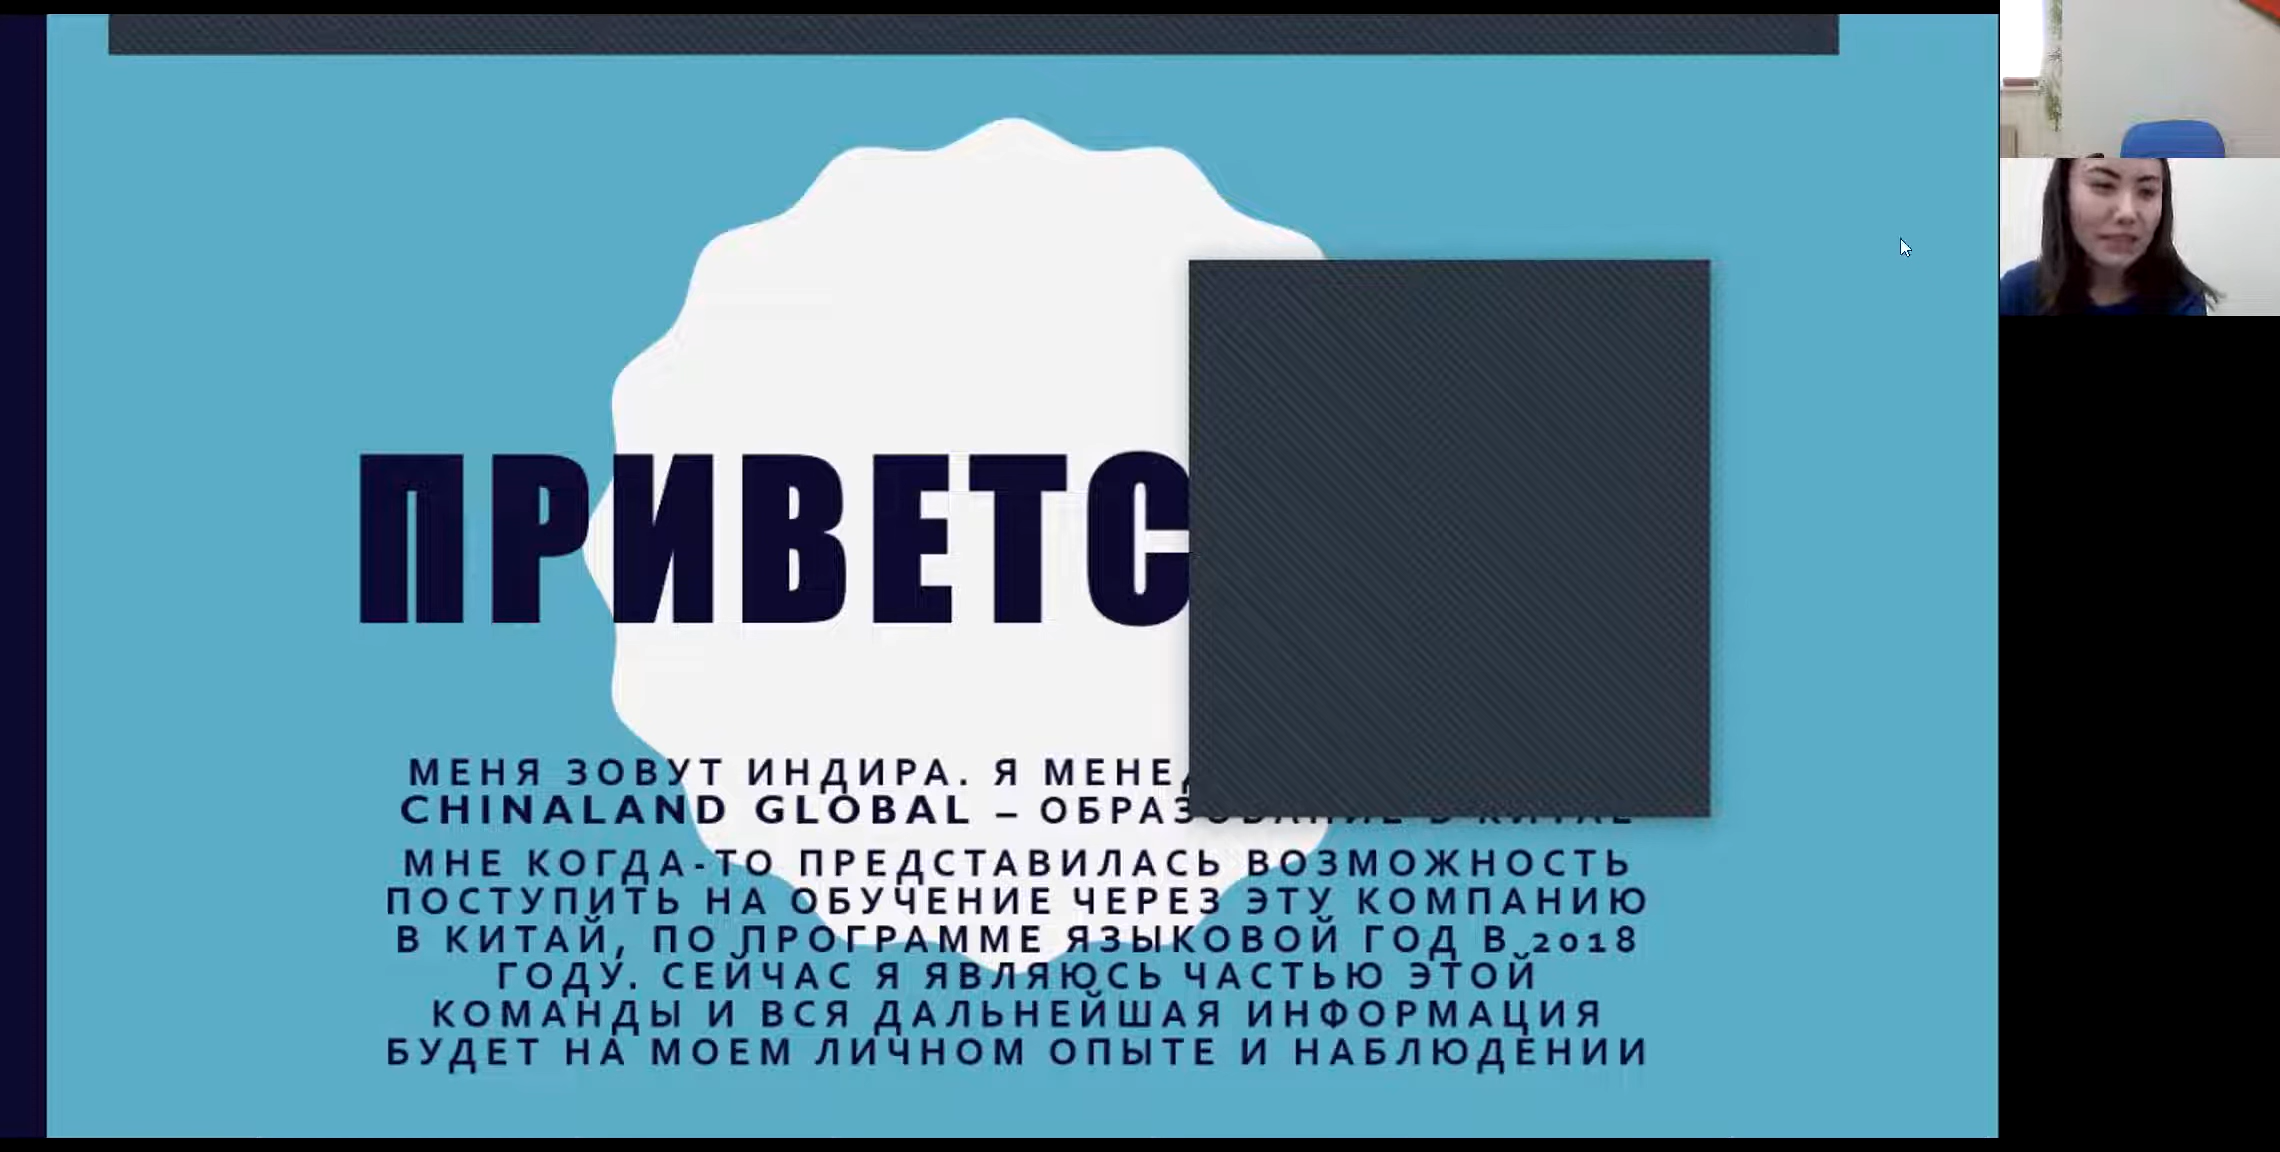 ПРИВЕТС
МЕНЯ ЗОВУТ ИНДИРА. Я
CHINALAND GLOBAL – ОБРАЗОВАНИЕ В КИТАЕ
МНЕ КОГДА-ТО ПРЕДСТАВИЛАСЬ ВОЗМОЖНОСТЬ
ПОСТУПИТЬ НА ОБУЧЕНИЕ ЧЕРЕЗ ЭТУ КОМПАНИЮ
В КИТАЙ, ПО ПРОГРАММЕ ЯЗЫКОВОЙ ГОД В 2018
ГОДУ. СЕЙЧАС Я ЯВЛЯЮСЬ ЧАСТЬЮ ЭТОЙ
КОМАНДЫ И ВСЯ ДАЛЬНЕЙШАЯ ИНФОРМАЦИЯ
БУДЕТ НА МОЕМ ЛИЧНОМ ОПЫТЕ И НАБЛЮДЕНИИ